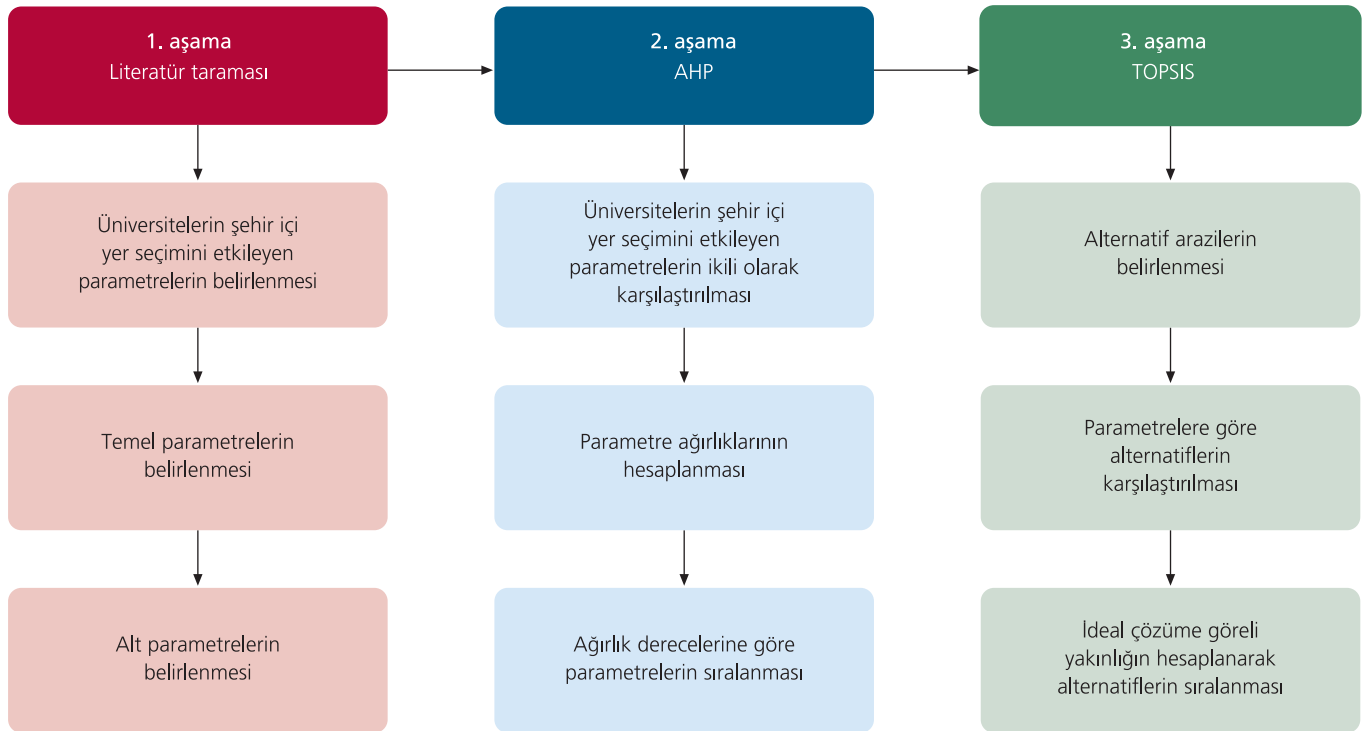 1. aşama
Literatür taraması
2. aşama
AHP
3. aşama
TOPSIS
Üniversitelerin şehir içi
yer seçimini etkileyen
parametrelerin belirlenmesi
Üniversitelerin şehir içi
yer seçimini etkileyen
parametrelerin ikili olarak
karşılaştırılması
Alternatif arazilerin
belirlenmesi
Temel parametrelerin
belirlenmesi
Parametre ağırlıklarının
hesaplanması
Parametrelere göre
alternatiflerin
karşılaştırılması
Alt parametrelerin
belirlenmesi
Ağırlık derecelerine göre
parametrelerin sıralanması
İdeal çözüme göreli
yakınlığın hesaplanarak
alternatiflerin sıralanması